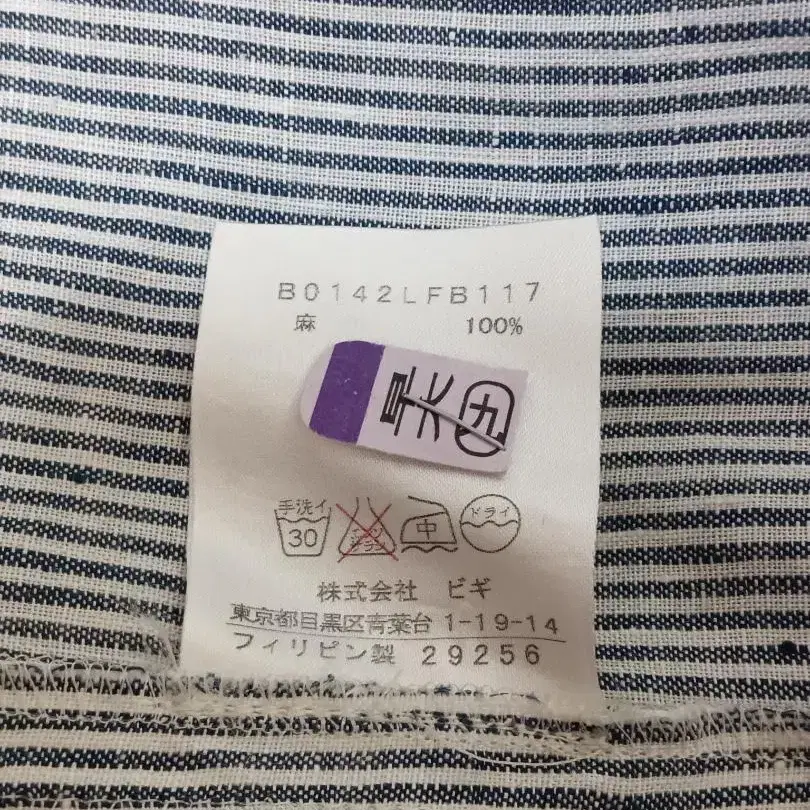 B0142LFB117
麻 100%
手洗イ
30
中
ドライ
株式会社 ビギ
東京都目黒区青葉台 1-19-14
フィリピン製 29256